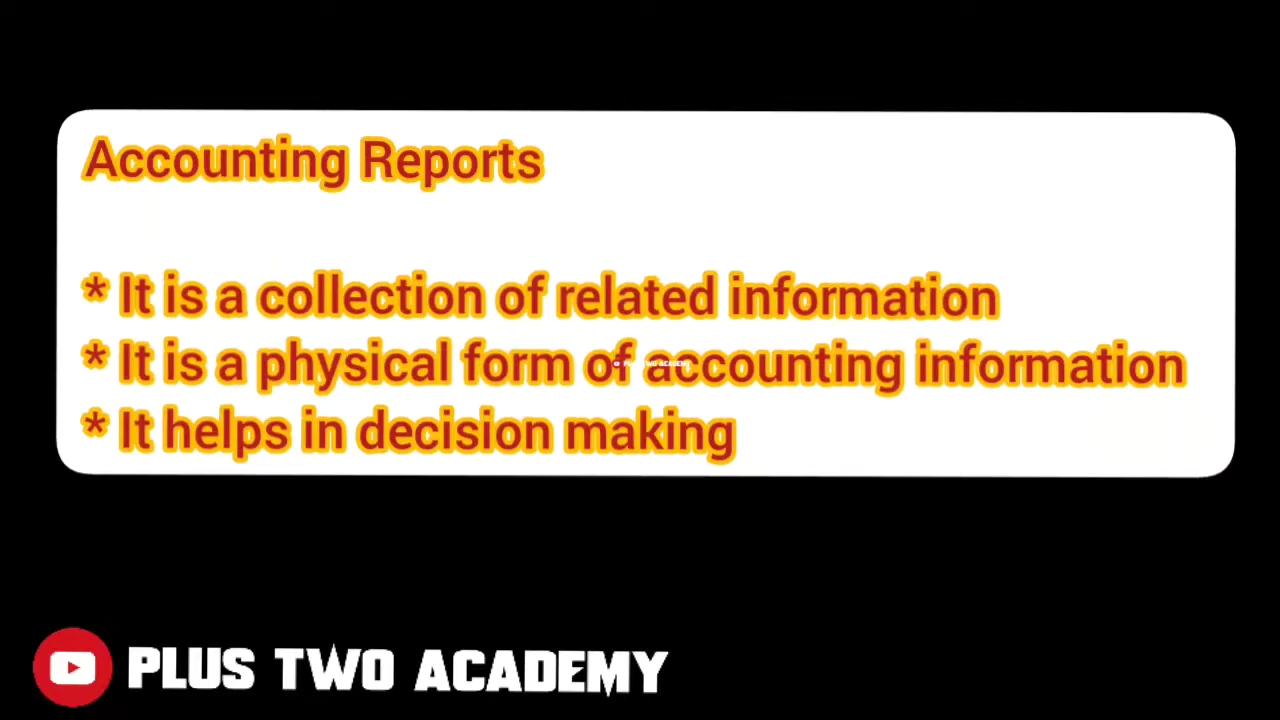 Accounting Reports
* It is a collection of related information
* It is a physical form of accounting information
* It helps in decision making
PLUS TWO ACADEMY